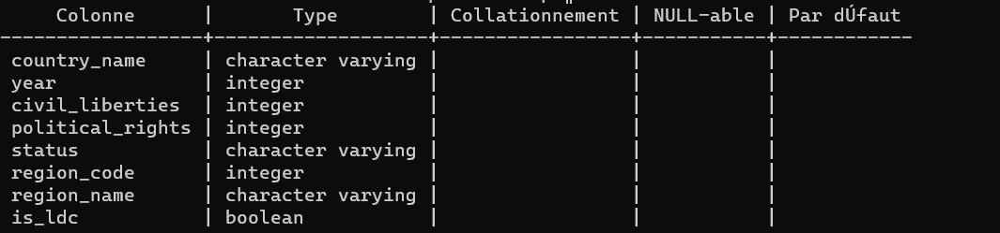 Colonne | Type | Collationnement | NULL-able | Par dÚfaut
------------------+-------------------+-----------------+-----------+------------
country_name | character varying | | |
year | integer | | |
civil_liberties | integer | | |
political_rights | integer | | |
status | character varying | | |
region_code | integer | | |
region_name | character varying | | |
is_ldc | boolean | | |